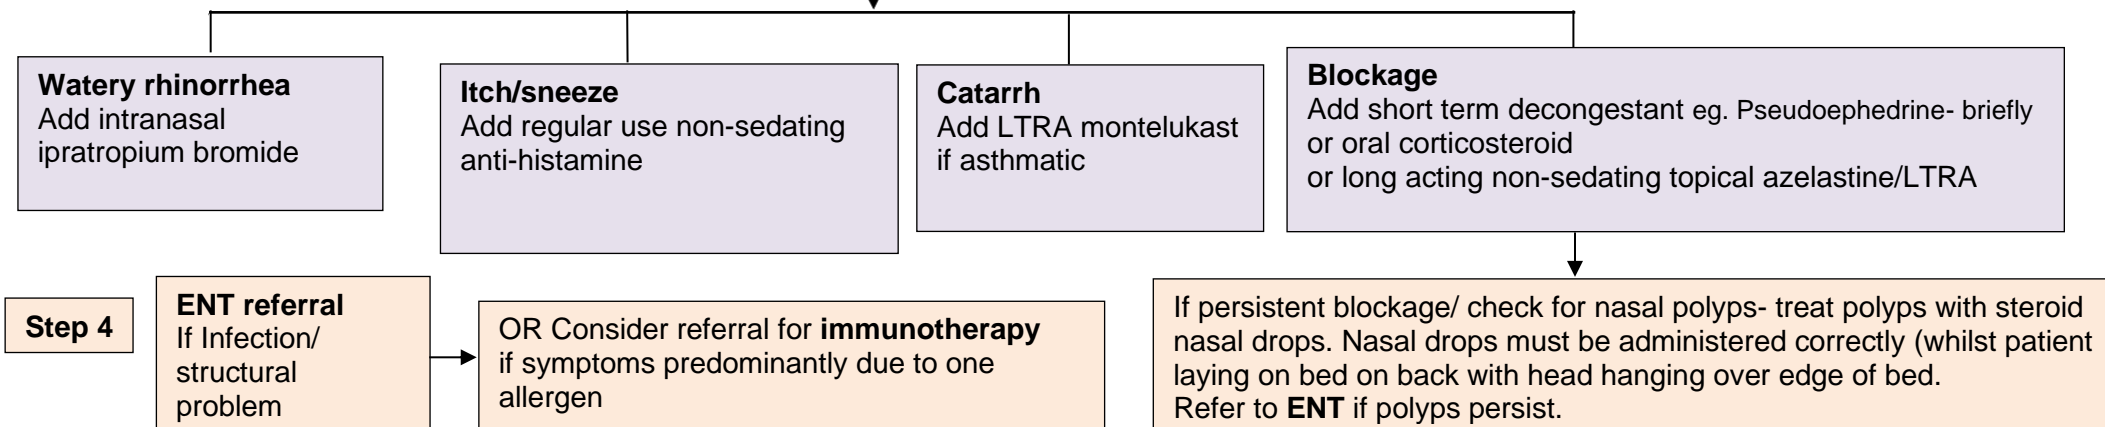 Watery rhinorrhea
Add intranasal
ipratropium bromide
Itch/sneeze
Add regular use non-sedating
anti-histamine
Catarrh
Add LTRA montelukast
if asthmatic
Blockage
Add short term decongestant eg. Pseudoephedrine- briefly
or oral corticosteroid
or long acting non-sedating topical azelastine/LTRA
Step 4
ENT referral
If Infection/
structural
problem
OR Consider referral for immunotherapy
if symptoms predominantly due to one
allergen
If persistent blockage/ check for nasal polyps- treat polyps with steroid
nasal drops. Nasal drops must be administered correctly (whilst patient
laying on bed on back with head hanging over edge of bed.
Refer to ENT if polyps persist.